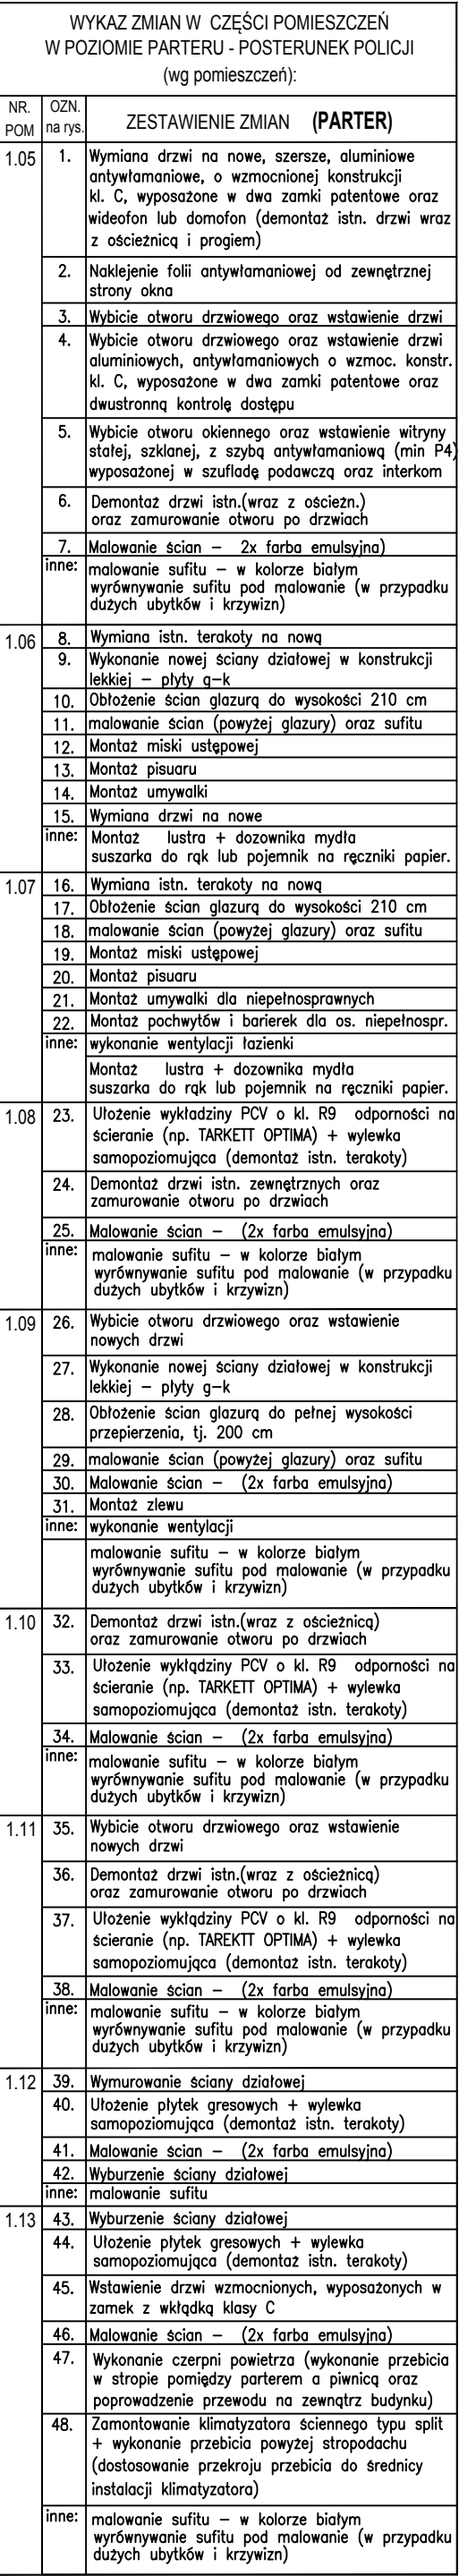 WYKAZ ZMIAN W CZĘŚCI POMIESZCZEŃ
W POZIOMIE PARTERU - POSTERUNEK POLICJI
(wg pomieszczeń):
NR. POM OZN. na rys. ZESTAWIENIE ZMIAN (PARTER)
1.05 1. Wymiana drzwi na nowe, szersze, aluminiowe
antywłamaniowe, o wzmocnionej konstrukcji
kl. C, wyposażone w dwa zamki patentowe oraz
wideofon lub domofon (demontaż istn. drzwi wraz
z ościeżnicą i progiem)
2. Naklejenie folii antywłamaniowej od zewnętrznej
strony okna
3. Wybicie otworu drzwiowego oraz wstawienie drzwi
4. Wybicie otworu drzwiowego oraz wstawienie drzwi
aluminiowych, antywłamaniowych o wzmoc. konstr.
kl. C, wyposażone w dwa zamki patentowe oraz
dwustronną kontrolę dostępu
5. Wybicie otworu okiennego oraz wstawienie witryny
stałej, szklanej, z szybą antywłamaniową (min P4)
wyposażonej w szufladę podawczą oraz interkom
6. Demontaż drzwi istn.(wraz z ościeżn.)
oraz zamurowanie otworu po drzwiach
7. Malowanie ścian – 2x farba emulsyjna)
inne: malowanie sufitu – w kolorze białym
wyrównywanie sufitu pod malowanie (w przypadku
dużych ubytków i krzywizn)
1.06 8. Wymiana istn. terakoty na nową
9. Wykonanie nowej ściany działowej w konstrukcji
lekkiej – płyty g–k
10. Obłożenie ścian glazurą do wysokości 210 cm
11. malowanie ścian (powyżej glazury) oraz sufitu
12. Montaż miski ustępowej
13. Montaż pisuaru
14. Montaż umywalki
15. Wymiana drzwi na nowe
inne: Montaż lustra + dozownika mydła
suszarka do rąk lub pojemnik na ręczniki papier.
1.07 16. Wymiana istn. terakoty na nową
17. Obłożenie ścian glazurą do wysokości 210 cm
18. malowanie ścian (powyżej glazury) oraz sufitu
19. Montaż miski ustępowej
20. Montaż pisuaru
21. Montaż umywalki dla niepełnosprawnych
22. Montaż pochwytów i barierek dla os. niepełnospr.
inne: wykonanie wentylacji łazienki
Montaż lustra + dozownika mydła
suszarka do rąk lub pojemnik na ręczniki papier.
1.08 23. Ułożenie wykładziny PCV o kl. R9 odporności na
ścieranie (np. TARKETT OPTIMA) + wylewka
samopoziomująca (demontaż istn. terakoty)
24. Demontaż drzwi istn. zewnętrznych oraz
zamurowanie otworu po drzwiach
25. Malowanie ścian – (2x farba emulsyjna)
inne: malowanie sufitu – w kolorze białym
wyrównywanie sufitu pod malowanie (w przypadku
dużych ubytków i krzywizn)
1.09 26. Wybicie otworu drzwiowego oraz wstawienie
nowych drzwi
27. Wykonanie nowej ściany działowej w konstrukcji
lekkiej – płyty g–k
28. Obłożenie ścian glazurą do pełnej wysokości
przepierzenia, tj. 200 cm
29. malowanie ścian (powyżej glazury) oraz sufitu
30. Malowanie ścian – (2x farba emulsyjna)
31. Montaż zlewu
inne: wykonanie wentylacji
malowanie sufitu – w kolorze białym
wyrównywanie sufitu pod malowanie (w przypadku
dużych ubytków i krzywizn)
1.10 32. Demontaż drzwi istn.(wraz z ościeżnicą)
oraz zamurowanie otworu po drzwiach
33. Ułożenie wykłądziny PCV o kl. R9 odporności na
ścieranie (np. TARKETT OPTIMA) + wylewka
samopoziomująca (demontaż istn. terakoty)
34. Malowanie ścian – (2x farba emulsyjna)
inne: malowanie sufitu – w kolorze białym
wyrównywanie sufitu pod malowanie (w przypadku
dużych ubytków i krzywizn)
1.11 35. Wybicie otworu drzwiowego oraz wstawienie
nowych drzwi
36. Demontaż drzwi istn.(wraz z ościeżnicą)
oraz zamurowanie otworu po drzwiach
37. Ułożenie wykłądziny PCV o kl. R9 odporności na
ścieranie (np. TAREKTT OPTIMA) + wylewka
samopoziomująca (demontaż istn. terakoty)
38. Malowanie ścian – (2x farba emulsyjna)
inne: malowanie sufitu – w kolorze białym
wyrównywanie sufitu pod malowanie (w przypadku
dużych ubytków i krzywizn)
1.12 39. Wymurowanie ściany działowej
40. Ułożenie płytek gresowych + wylewka
samopoziomująca (demontaż istn. terakoty)
41. Malowanie ścian – (2x farba emulsyjna)
42. Wyburzenie ściany działowej
inne: malowanie sufitu
1.13 43. Wyburzenie ściany działowej
44. Ułożenie płytek gresowych + wylewka
samopoziomująca (demontaż istn. terakoty)
45. Wstawienie drzwi wzmocnionych, wyposażonych w
zamek z wkłądką klasy C
46. Malowanie ścian – (2x farba emulsyjna)
47. Wykonanie czerpni powietrza (wykonanie przebicia
w stropie pomiędzy parterem a piwnicą oraz
poprowadzenie przewodu na zewnątrz budynku)
48. Zamontowanie klimatyzatora ściennego typu split
+ wykonanie przebicia powyżej stropodachu
(dostosowanie przekroju przebicia do średnicy
instalacji klimatyzatora)
inne: malowanie sufitu – w kolorze białym
wyrównywanie sufitu pod malowanie (w przypadku
dużych ubytków i krzywizn)